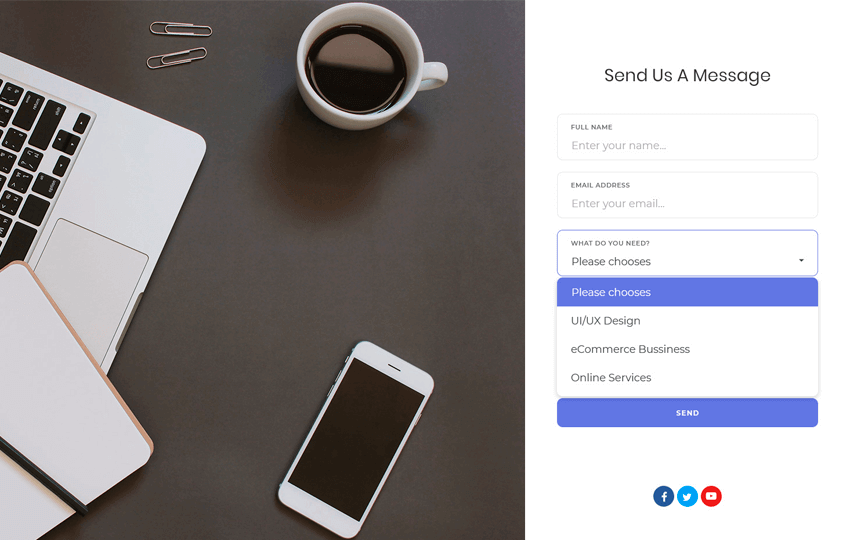 Send Us A Message
FULL NAME
Enter your name...
EMAIL ADDRESS
Enter your email...
WHAT DO YOU NEED?
Please chooses
Please chooses
UI/UX Design
eCommerce Bussiness
Online Services
SEND